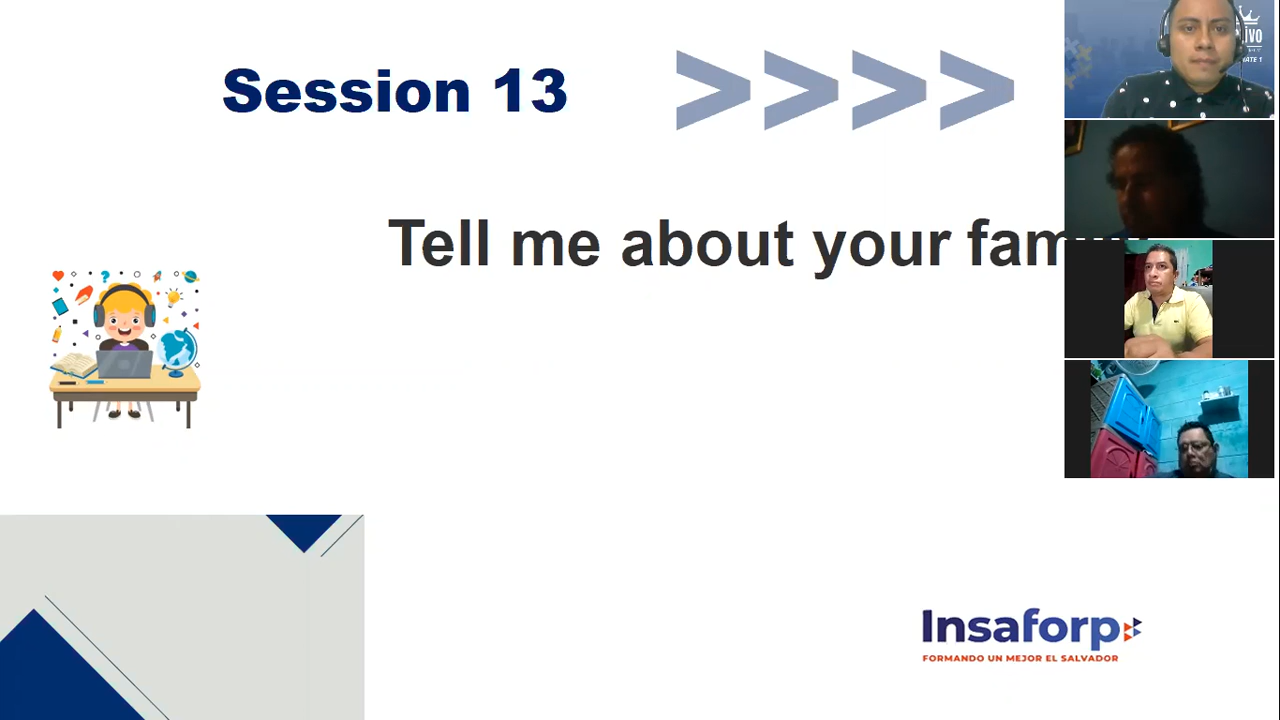 Session 13
Tell me about your
Insaforp
FORMANDO UN MEJOR EL SALVADOR